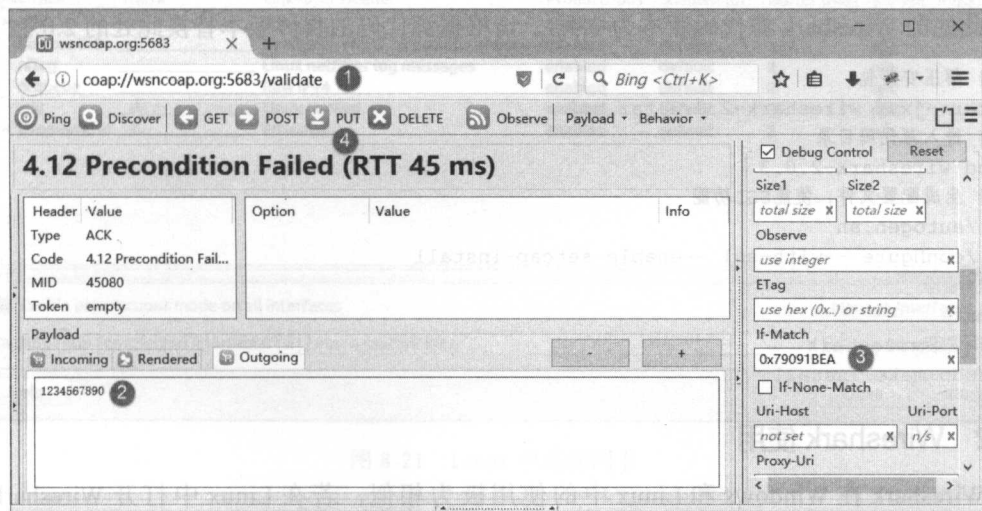 wsncoap.org:5683
coap://wsncoap.org:5683/validate 1
Bing <Ctrl+K>
Ping Discover GET POST PUT DELETE Observe Payload Behavior
4
4.12 Precondition Failed (RTT 45 ms)
Header Value
Type ACK
Code 4.12 Precondition Fail...
MID 45080
Token empty
Option Value Info
Payload
Incoming Rendered Outgoing
- +
1234567890 2
Debug Control Reset
Size1 Size2
total size x total size x
Observe
use integer
ETag
use hex (0x..) or string x
If-Match
0x79091BEA 3 x
If-None-Match
Uri-Host Uri-Port
not set x n/s x
Proxy-Uri